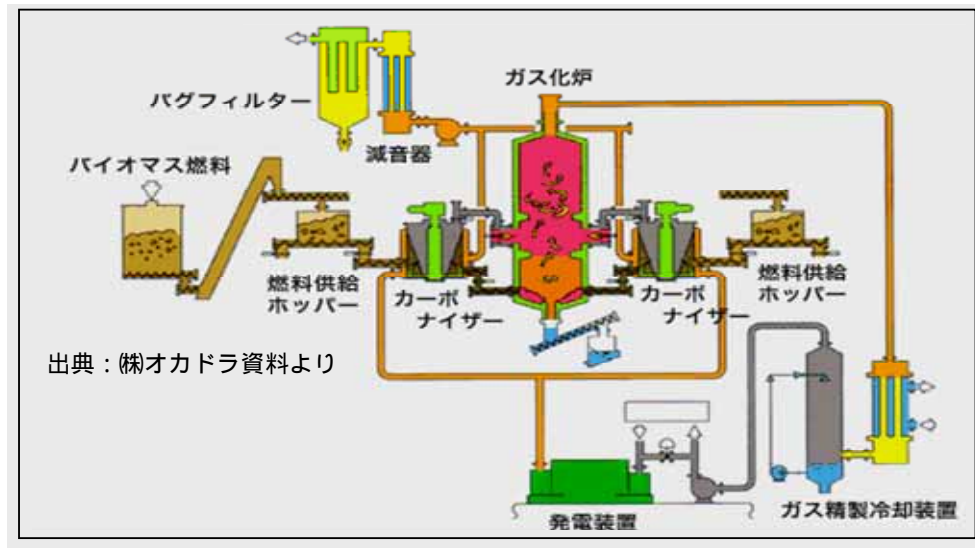 ガス化炉
バグフィルター
減音器
バイオマス燃料
燃料供給
ホッパー
カーボ
ナイザー
カーボ
ナイザー
燃料供給
ホッパー
出典：㈱オカドラ資料より
発電装置
ガス精製冷却装置